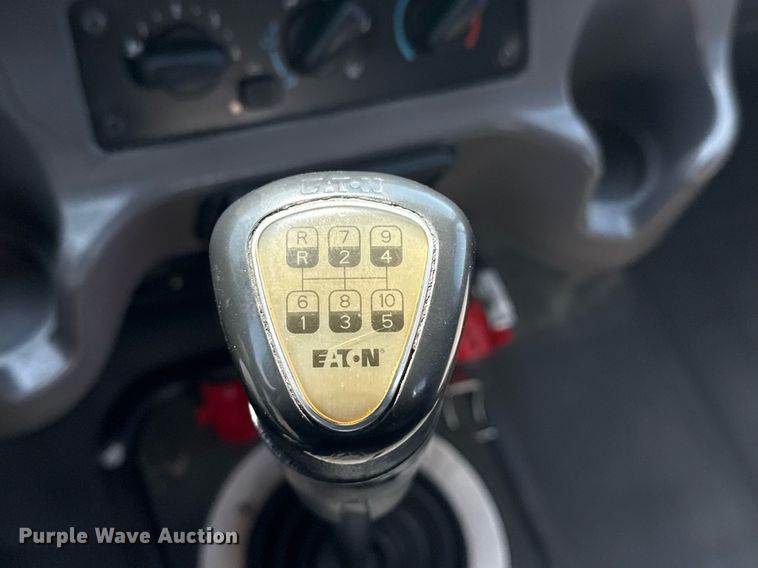 EATON
R 7 9
R 2 4
6 8 10
1 3 5
EATON®
Purple Wave Auction®